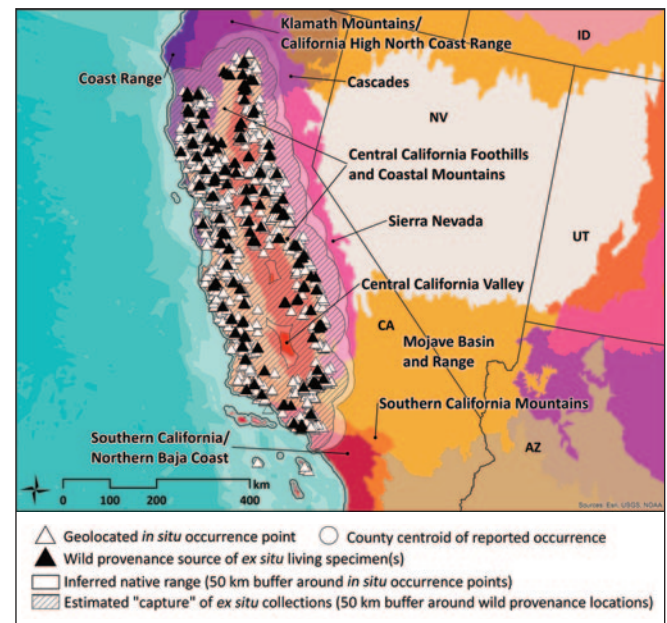 Klamath Mountains/
California High North Coast Range
ID
Coast Range
Cascades
NV
Central California Foothills
and Coastal Mountains
Sierra Nevada
UT
Central California Valley
CA
Mojave Basin
and Range
Southern California Mountains
Southern California/
Northern Baja Coast
AZ
km
0 100 200 400
Sources: Esri, USGS, NOAA
Geolocated in situ occurrence point County centroid of reported occurrence
Wild provenance source of ex situ living specimen(s)
Inferred native range (50 km buffer around in situ occurrence points)
Estimated "capture" of ex situ collections (50 km buffer around wild provenance locations)